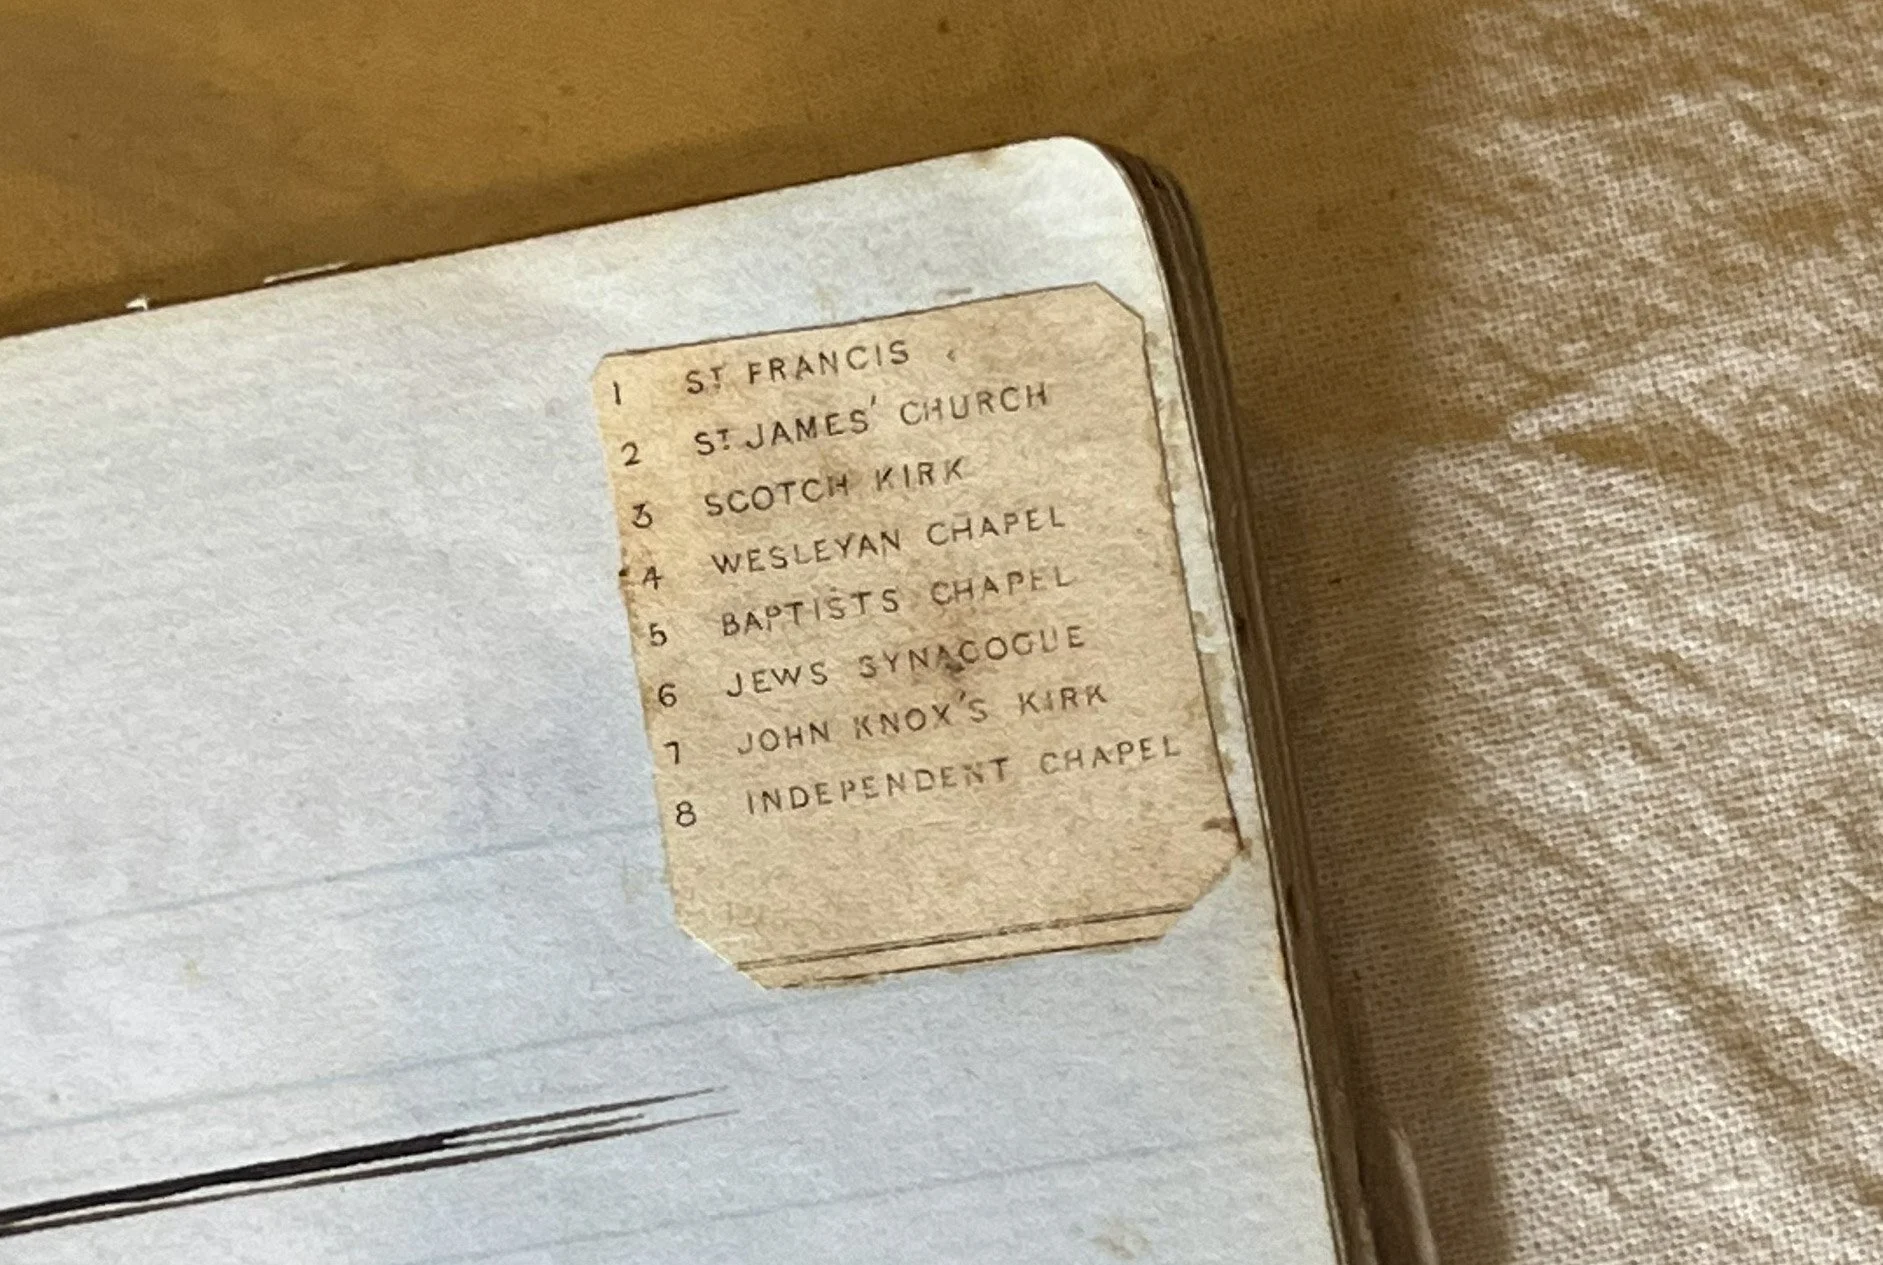 1 ST FRANCIS
2 ST JAMES' CHURCH
3 SCOTCH KIRK
4 WESLEYAN CHAPEL
5 BAPTISTS CHAPEL
6 JEWS SYNAGOGUE
7 JOHN KNOX'S KIRK
8 INDEPENDENT CHAPEL